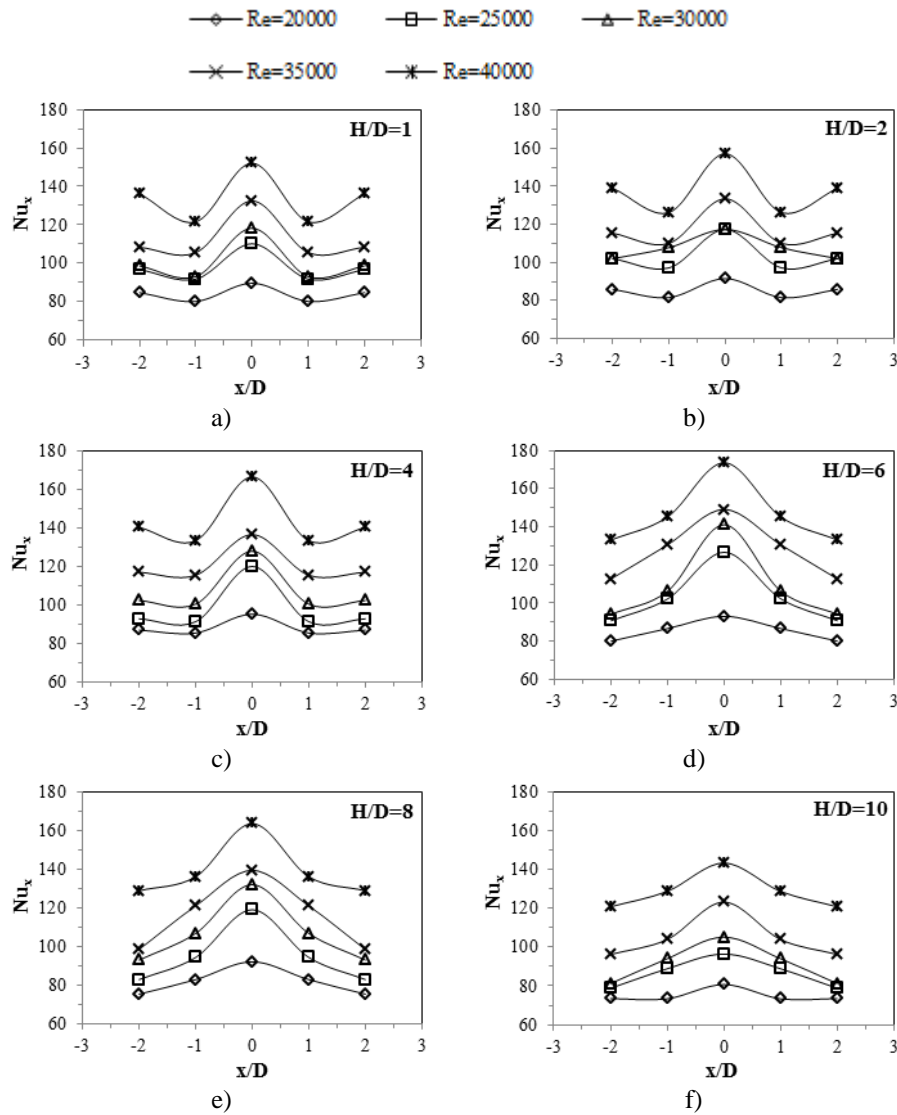 Re=20000 Re=25000 Re=30000
Re=35000 Re=40000
H/D=1
Nux
180
160
140
120
100
80
60
-3 -2 -1 0 1 2 3
x/D
a)
H/D=2
Nux
180
160
140
120
100
80
60
-3 -2 -1 0 1 2 3
x/D
b)
H/D=4
Nux
180
160
140
120
100
80
60
-3 -2 -1 0 1 2 3
x/D
c)
H/D=6
Nux
180
160
140
120
100
80
60
-3 -2 -1 0 1 2 3
x/D
d)
H/D=8
Nux
180
160
140
120
100
80
60
-3 -2 -1 0 1 2 3
x/D
e)
H/D=10
Nux
180
160
140
120
100
80
60
-3 -2 -1 0 1 2 3
x/D
f)